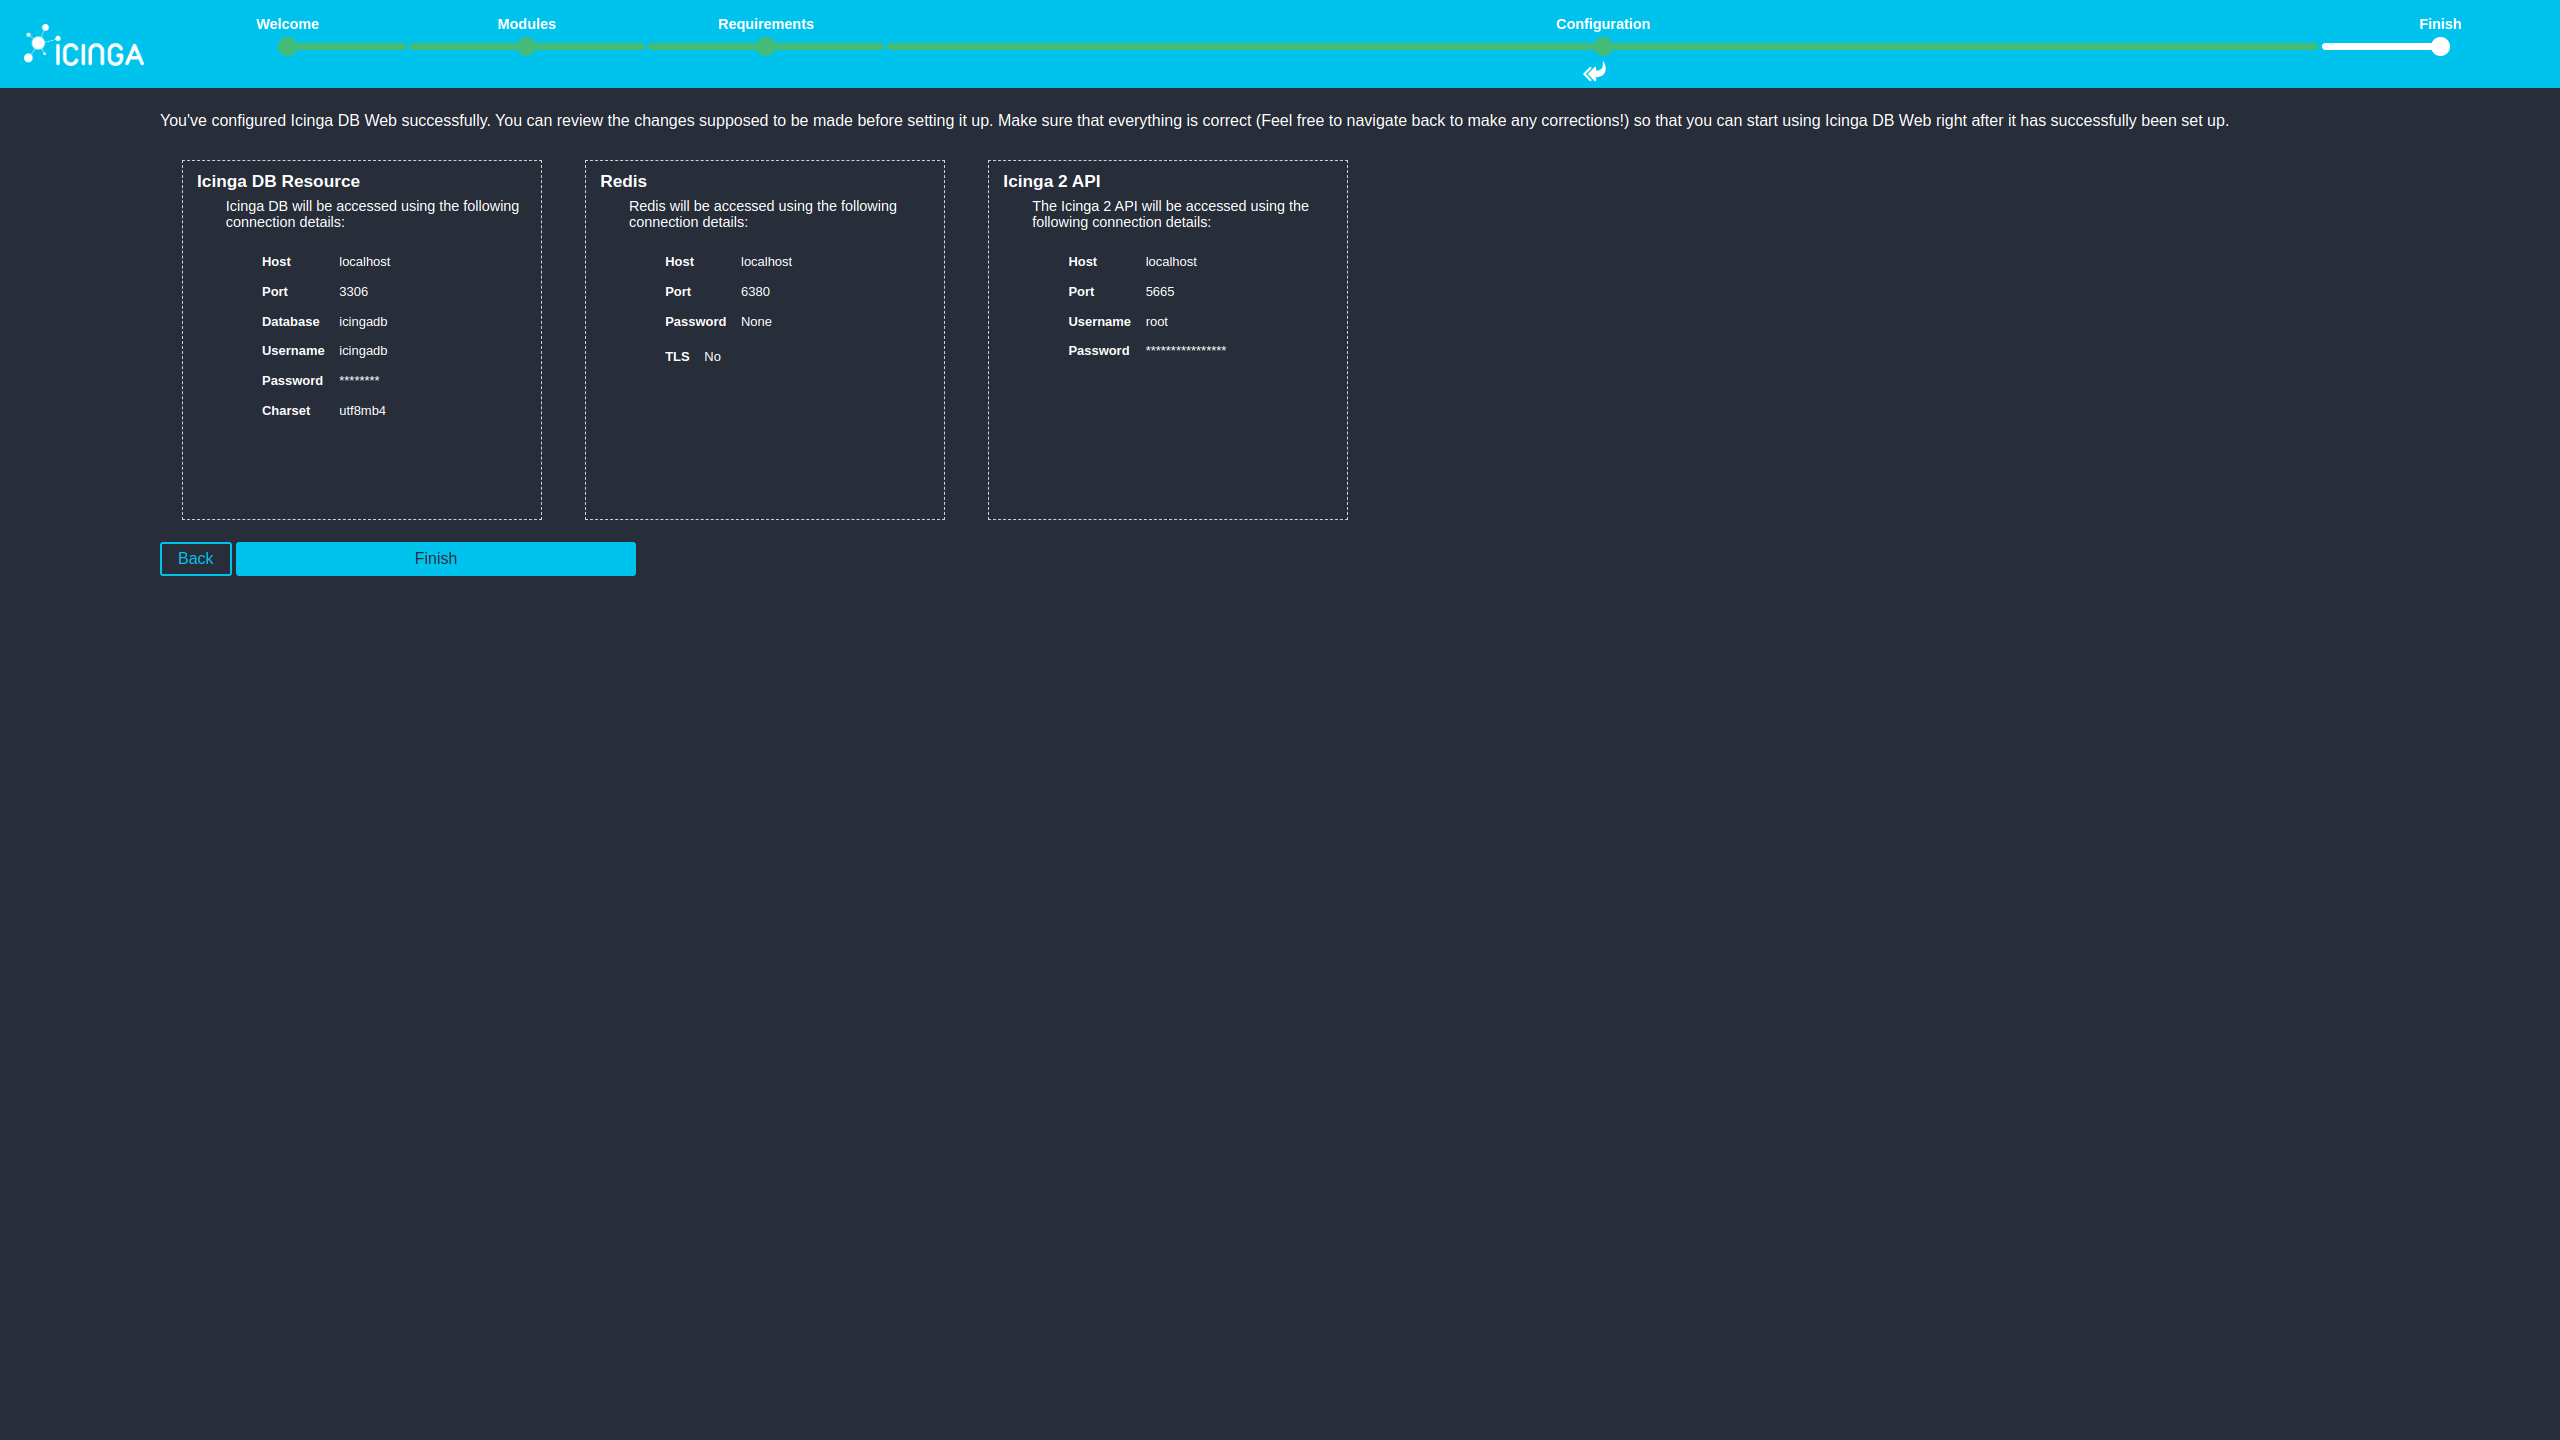 Welcome
Modules
Requirements
Configuration
Finish
ICINGA
You've configured Icinga DB Web successfully. You can review the changes supposed to be made before setting it up. Make sure that everything is correct (Feel free to navigate back to make any corrections!) so that you can start using Icinga DB Web right after it has successfully been set up.
Icinga DB Resource
Icinga DB will be accessed using the following
connection details:
Host localhost
Port 3306
Database icingadb
Username icingadb
Password ********
Charset utf8mb4
Redis
Redis will be accessed using the following
connection details:
Host localhost
Port 6380
Password None
TLS No
Icinga 2 API
The Icinga 2 API will be accessed using the
following connection details:
Host localhost
Port 5665
Username root
Password ****************
Back
Finish